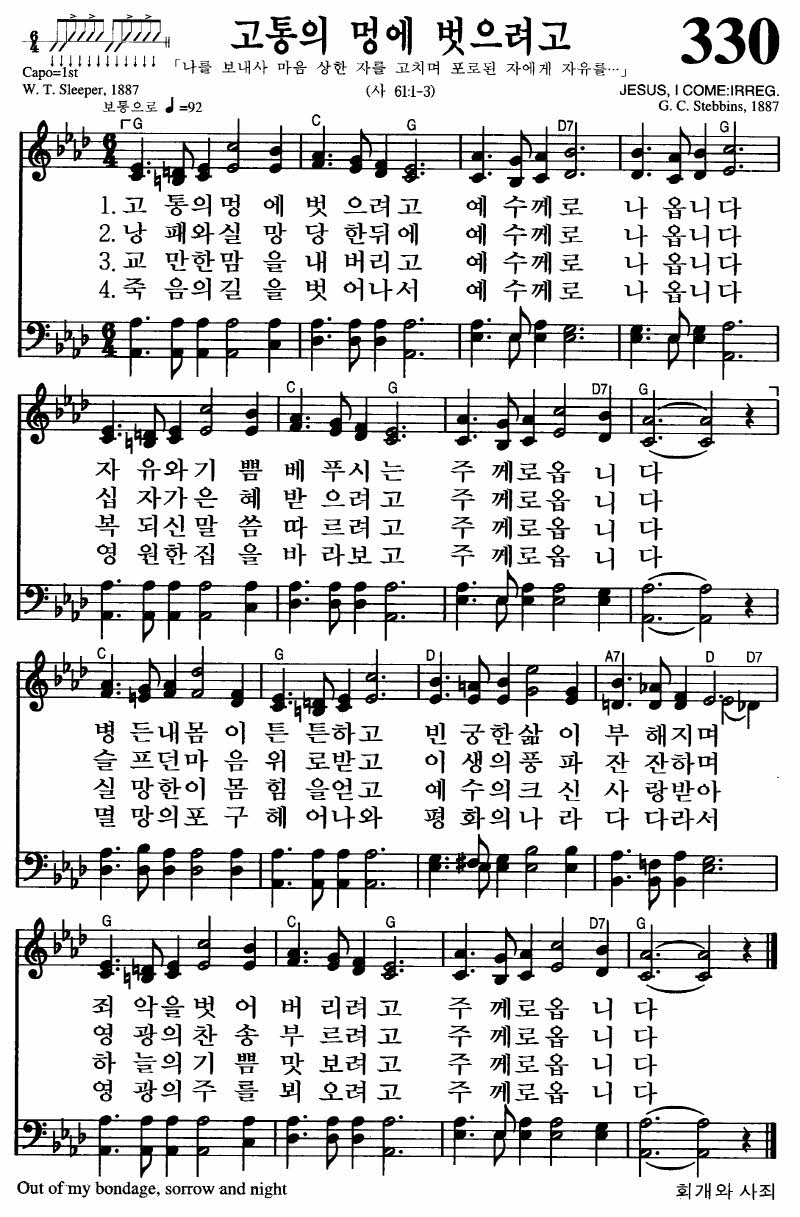 고통의 멍에 벗으려고 330
「나를 보내사 마음 상한 자를 고치며 포로된 자에게 자유를…」
Capo=1st
W. T. Sleeper, 1887 (사 61:1-3) JESUS, I COME:IRREG.
보통으로 ♩.=92 G. C. Stebbins, 1887
G C G D7 G
6/4
1. 고 통의멍 에 벗 으려고 예 수께로 나 옵니다
2. 낭 패와실 망 당 한뒤에 예 수께로 나 옵니다
3. 교 만한맘 을 내 버리고 예 수께로 나 옵니다
4. 죽 음의길 을 벗 어나서 예 수께로 나 옵니다
6/4
G C G D7 G
자 유와기 쁨 베 푸시는 주 께로옵 니 다
십 자가은 혜 받 으려고 주 께로옵 니 다
복 되신말 씀 따 르려고 주 께로옵 니 다
영 원한집 을 바 라보고 주 께로옵 니 다
C G D A7 D D7
병 든내몸 이 튼 튼하고 빈 궁한삶 이 부 해지며
슬 프던마 음 위 로받고 이 생의풍 파 잔 잔하며
실 망한이 몸 힘 을얻고 예 수의크 신 사 랑받아
멸 망의포 구 헤 어나와 평 화의나 라 다 다라서
G C G D7 G
죄 악을벗 어 버 리려고 주 께로옵 니 다
영 광의찬 송 부 르려고 주 께로옵 니 다
하 늘의기 쁨 맛 보려고 주 께로옵 니 다
영 광의주 를 뵈 오려고 주 께로옵 니 다
Out of my bondage, sorrow and night 회개와 사죄